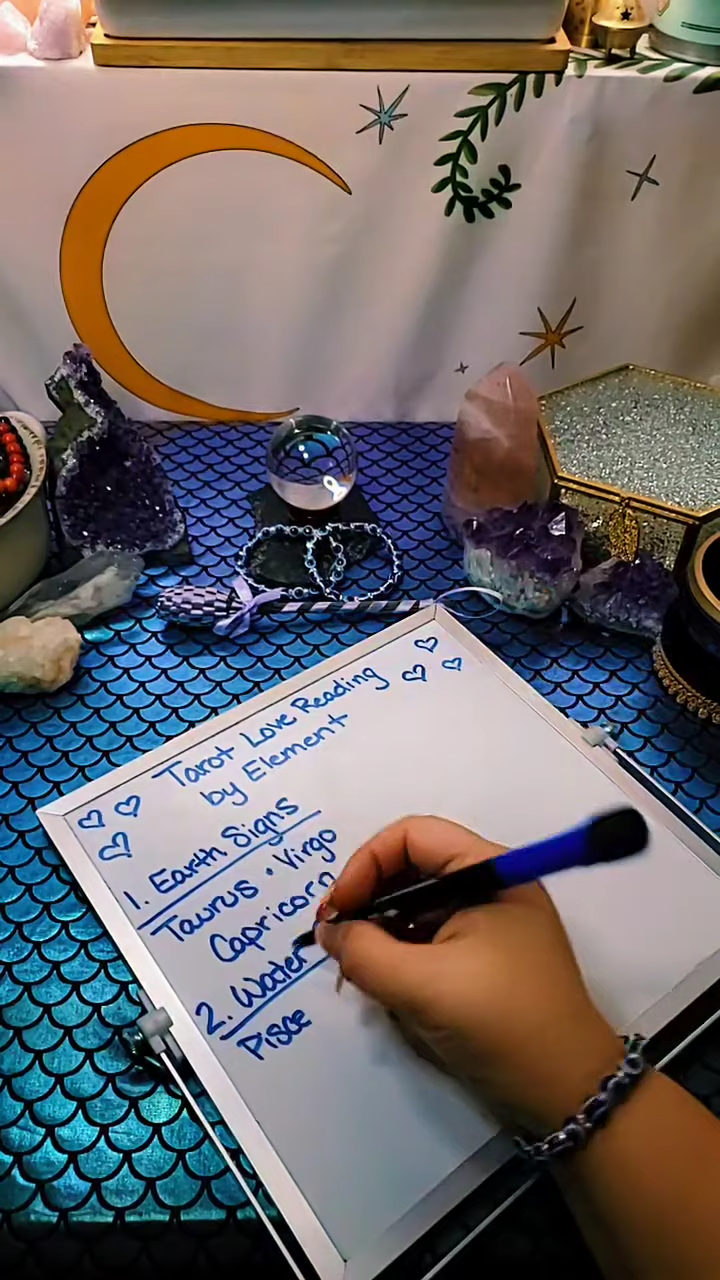 Tarot Love Reading
by Element
1. Earth Signs
Taurus • Virgo
Capricorn
2. Water
Pisce